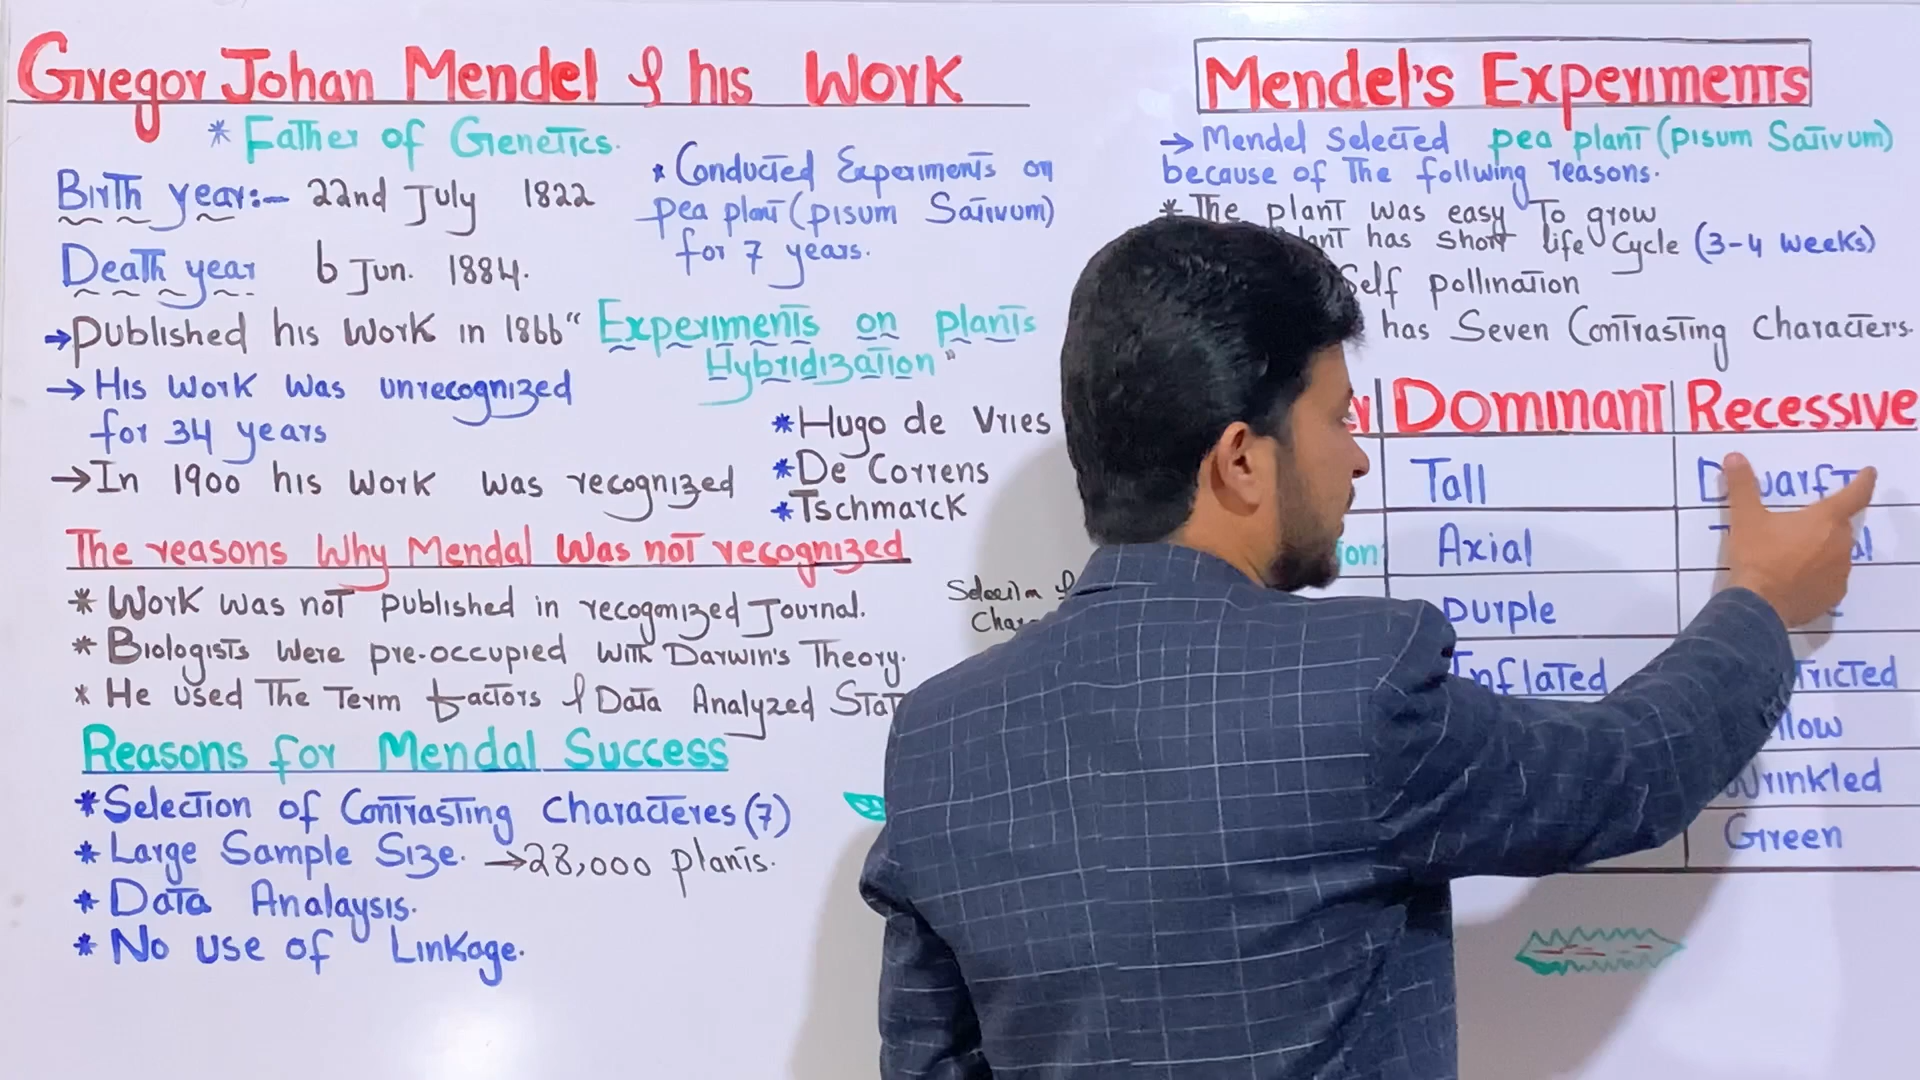 Gregor Johan Mendel & his Work
* Father of Genetics.
Birth year:- 22nd July 1822
Death year 6 Jun. 1884.
* Conducted Experiments on
pea plant (pisum Sativum)
for 7 years.
→ published his work in 1866 "Experiments on plants
Hybridization"
→ His work was unrecognized
for 34 years
→ In 1900 his work was recognized
* Hugo de Vries
* De Correns
* Tschmarck
The reasons Why Mendal Was not recognized
* Work was not published in recogonized Journal.
* Biologists were pre-occupied with Darwin's Theory.
* He used The Term factors & Data Analyzed
Reasons for Mendal Success
* Selection of Contrasting characteres (7)
* Large Sample Size. → 28,000 plants.
* Data Analaysis.
* No use of Linkage.
Mendel's Experiments
→ Mendel Selected pea plant (pisum Sativum)
because of The follwing reasons.
* The plant was easy To grow
has short life Cycle (3-4 weeks)
Self pollination
has Seven Contrasting characters.
Dominant Recessive
Tall
Axial
purple
Inflated
Wrinkled
Green